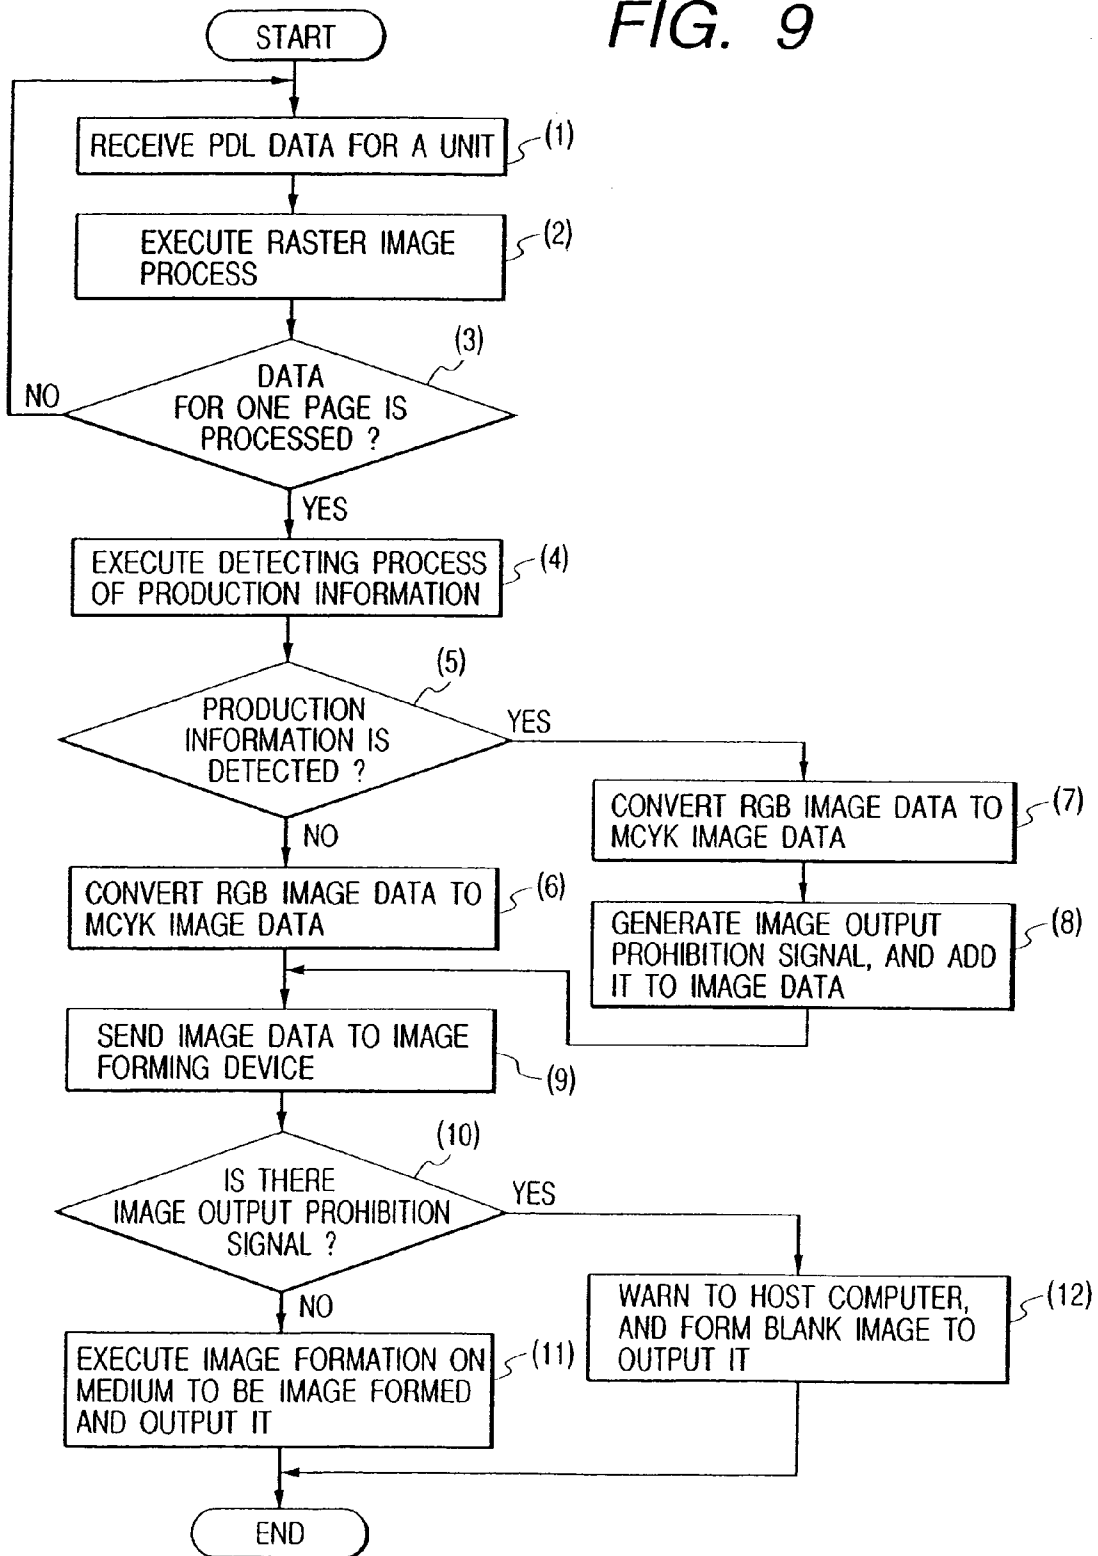 FIG. 9
START
RECEIVE PDL DATA FOR A UNIT
(1)
EXECUTE RASTER IMAGE
PROCESS
(2)
(3)
DATA
FOR ONE PAGE IS
PROCESSED ?
NO
YES
EXECUTE DETECTING PROCESS
OF PRODUCTION INFORMATION
(4)
(5)
PRODUCTION
INFORMATION IS
DETECTED ?
YES
NO
CONVERT RGB IMAGE DATA TO
MCYK IMAGE DATA
(7)
CONVERT RGB IMAGE DATA TO
MCYK IMAGE DATA
(6)
GENERATE IMAGE OUTPUT
PROHIBITION SIGNAL, AND ADD
IT TO IMAGE DATA
(8)
SEND IMAGE DATA TO IMAGE
FORMING DEVICE
(9)
(10)
IS THERE
IMAGE OUTPUT PROHIBITION
SIGNAL ?
YES
NO
WARN TO HOST COMPUTER,
AND FORM BLANK IMAGE TO
OUTPUT IT
(12)
EXECUTE IMAGE FORMATION ON
MEDIUM TO BE IMAGE FORMED
AND OUTPUT IT
(11)
END